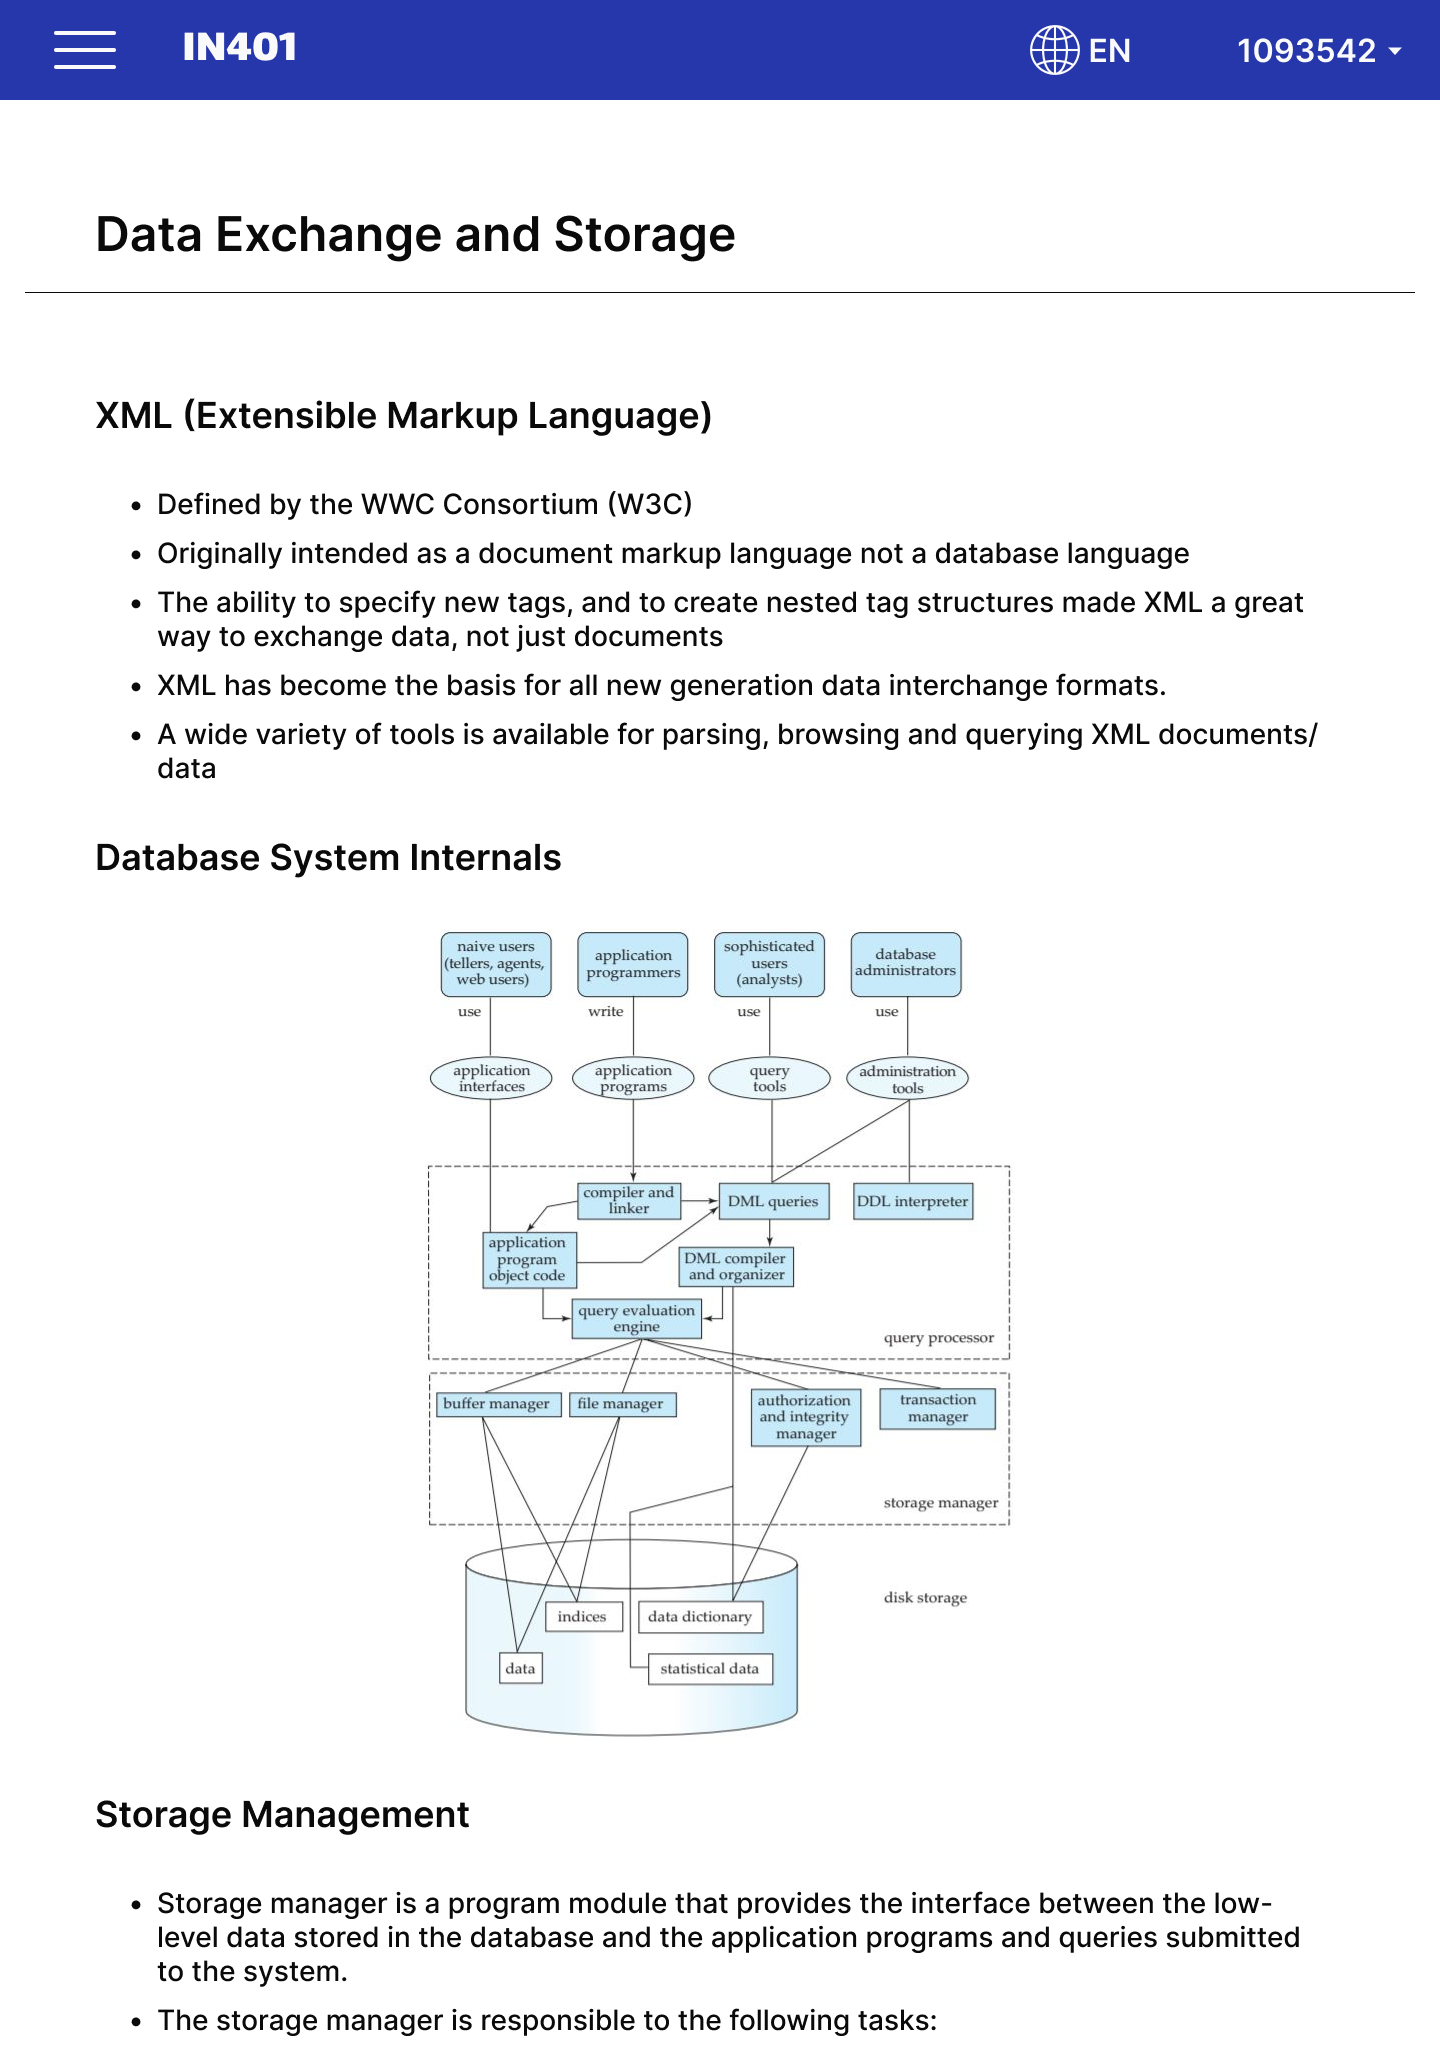 IN401
EN
1093542
Data Exchange and Storage
XML (Extensible Markup Language)
• Defined by the WWC Consortium (W3C)
• Originally intended as a document markup language not a database language
• The ability to specify new tags, and to create nested tag structures made XML a great
way to exchange data, not just documents
• XML has become the basis for all new generation data interchange formats.
• A wide variety of tools is available for parsing, browsing and querying XML documents/
data
Database System Internals
naive users
(tellers, agents,
web users)
application
programmers
sophisticated
users
(analysts)
database
administrators
use
write
use
use
application
interfaces
application
programs
query
tools
administration
tools
compiler and
linker
DML queries
DDL interpreter
application
program
object code
DML compiler
and organizer
query evaluation
engine
query processor
buffer manager
file manager
authorization
and integrity
manager
transaction
manager
storage manager
disk storage
indices
data dictionary
data
statistical data
Storage Management
• Storage manager is a program module that provides the interface between the low-
level data stored in the database and the application programs and queries submitted
to the system.
• The storage manager is responsible to the following tasks: